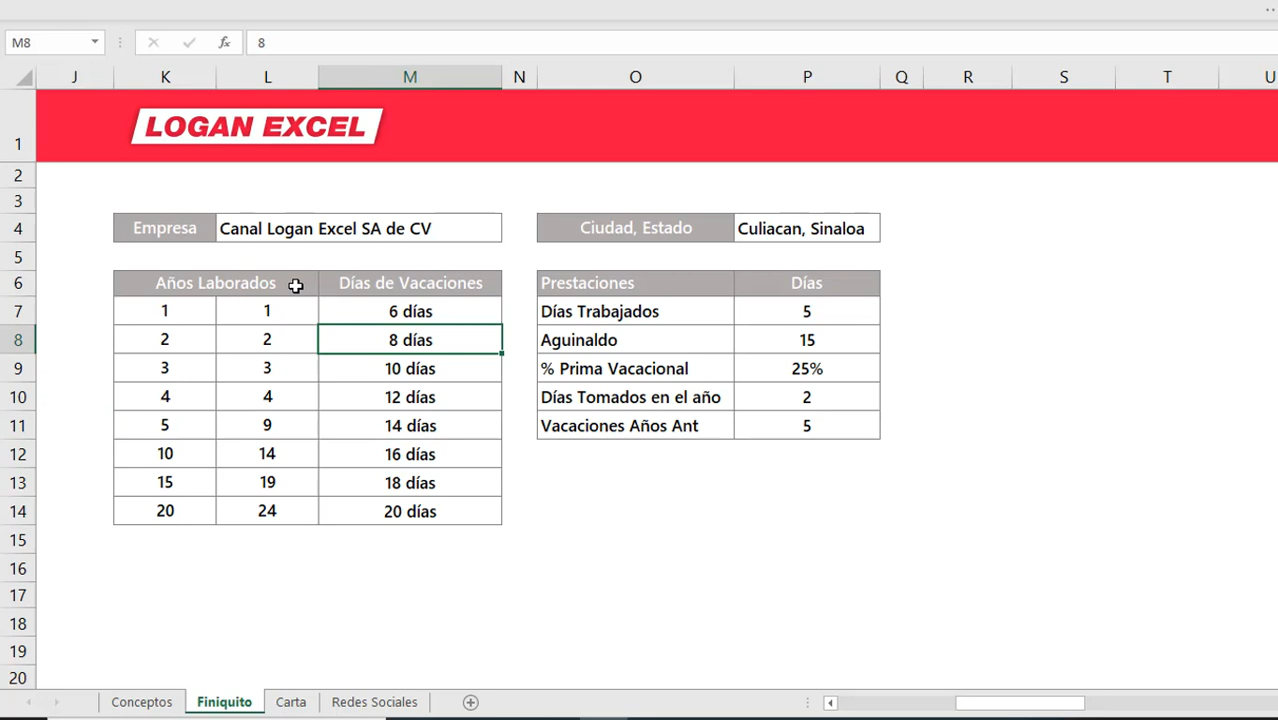 M8 fx 8
J K L M N O P Q R S T U
1 LOGAN EXCEL
2
3
4 Empresa Canal Logan Excel SA de CV Ciudad, Estado Culiacan, Sinaloa
5
6 Años Laborados Días de Vacaciones Prestaciones Días
7 1 1 6 días Días Trabajados 5
8 2 2 8 días Aguinaldo 15
9 3 3 10 días % Prima Vacacional 25%
10 4 4 12 días Días Tomados en el año 2
11 5 9 14 días Vacaciones Años Ant 5
12 10 14 16 días
13 15 19 18 días
14 20 24 20 días
15
16
17
18
19
20
Conceptos Finiquito Carta Redes Sociales